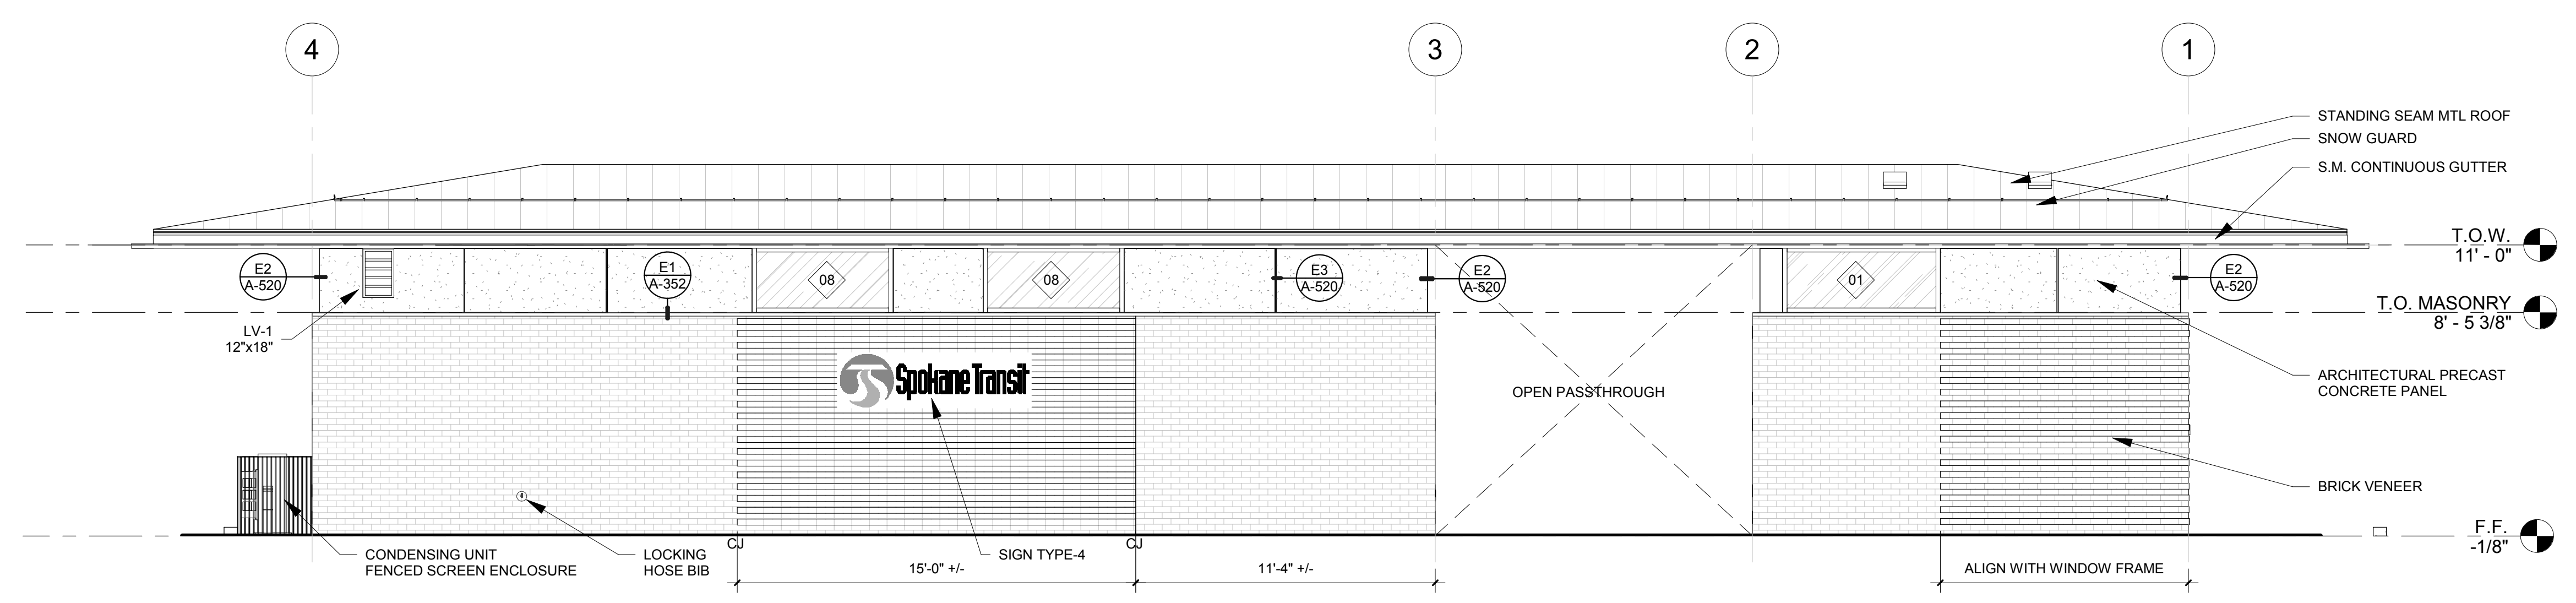 4
3
2
1
STANDING SEAM MTL ROOF
SNOW GUARD
S.M. CONTINUOUS GUTTER
T.O.W.
11' - 0"
E2
A-520
E1
A-352
08
08
E3
A-520
E2
A-520
01
E2
A-520
T.O. MASONRY
8' - 5 3/8"
LV-1
12"x18"
Spokane Transit
OPEN PASSTHROUGH
ARCHITECTURAL PRECAST
CONCRETE PANEL
BRICK VENEER
F.F.
-1/8"
CJ
CJ
CONDENSING UNIT
FENCED SCREEN ENCLOSURE
LOCKING
HOSE BIB
SIGN TYPE-4
15'-0" +/-
11'-4" +/-
ALIGN WITH WINDOW FRAME